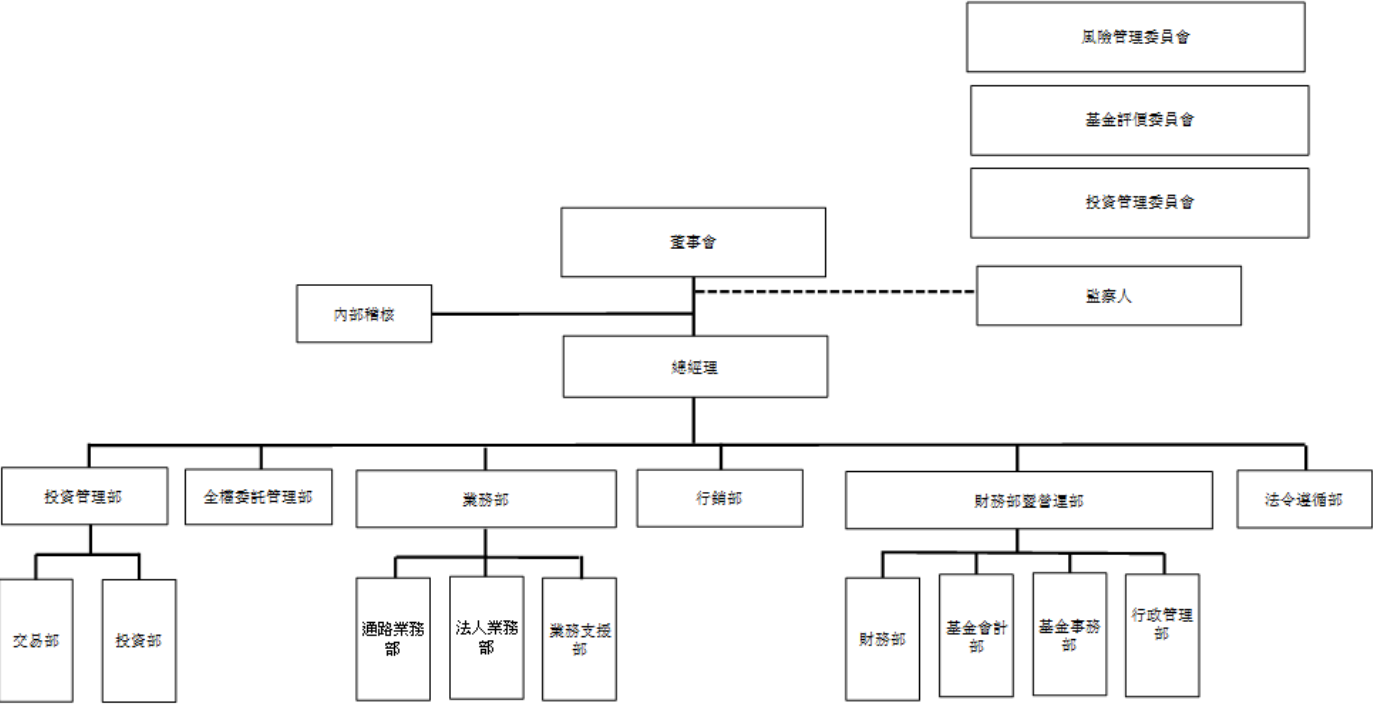 風險管理委員會
基金評價委員會
投資管理委員會
董事會
監察人
內部稽核
總經理
投資管理部
全權委託管理部
業務部
行銷部
財務部暨營運部
法令遵循部
交易部
投資部
通路業務
部
法人業務
部
業務支援
部
財務部
基金會計
部
基金事務
部
行政管理
部